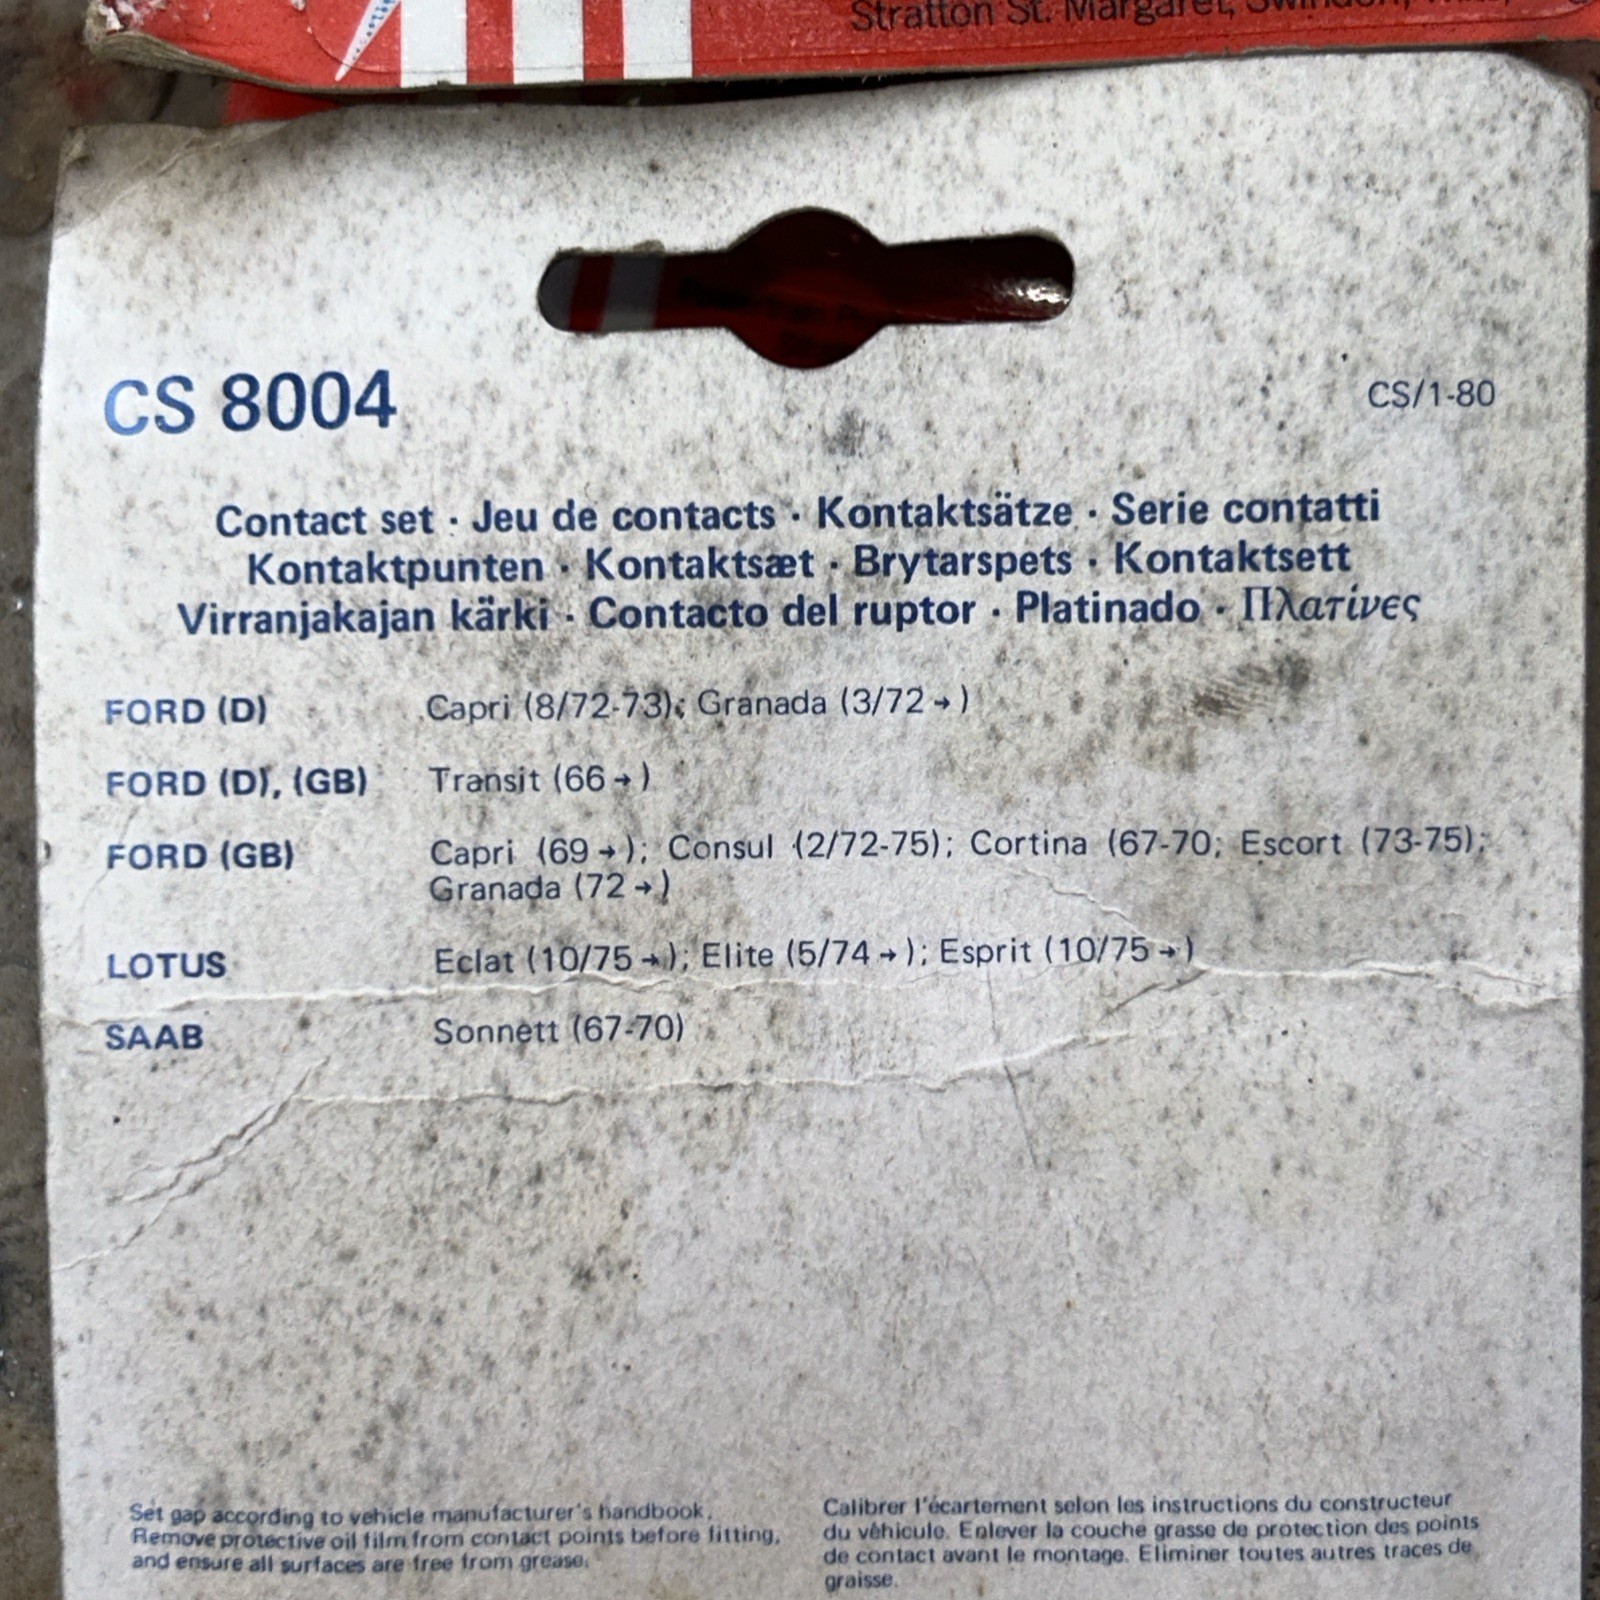 Stratton St. Margaret, Swindon, Wilts,
CS 8004
CS/1-80
Contact set · Jeu de contacts · Kontaktsätze · Serie contatti
Kontaktpunten · Kontaktsæt · Brytarspets · Kontaktsett
Virranjakajan kärki · Contacto del ruptor · Platinado · Πλατίνες
FORD (D) Capri (8/72-73); Granada (3/72→)
FORD (D), (GB) Transit (66→)
FORD (GB) Capri (69→); Consul (2/72-75); Cortina (67-70; Escort (73-75);
Granada (72→)
LOTUS Eclat (10/75→); Elite (5/74→); Esprit (10/75→)
SAAB Sonnett (67-70)
Set gap according to vehicle manufacturer's handbook.
Remove protective oil film from contact points before fitting,
and ensure all surfaces are free from grease.
Calibrer l'écartement selon les instructions du constructeur
du véhicule. Enlever la couche grasse de protection des points
de contact avant le montage. Eliminer toutes autres traces de
graisse.